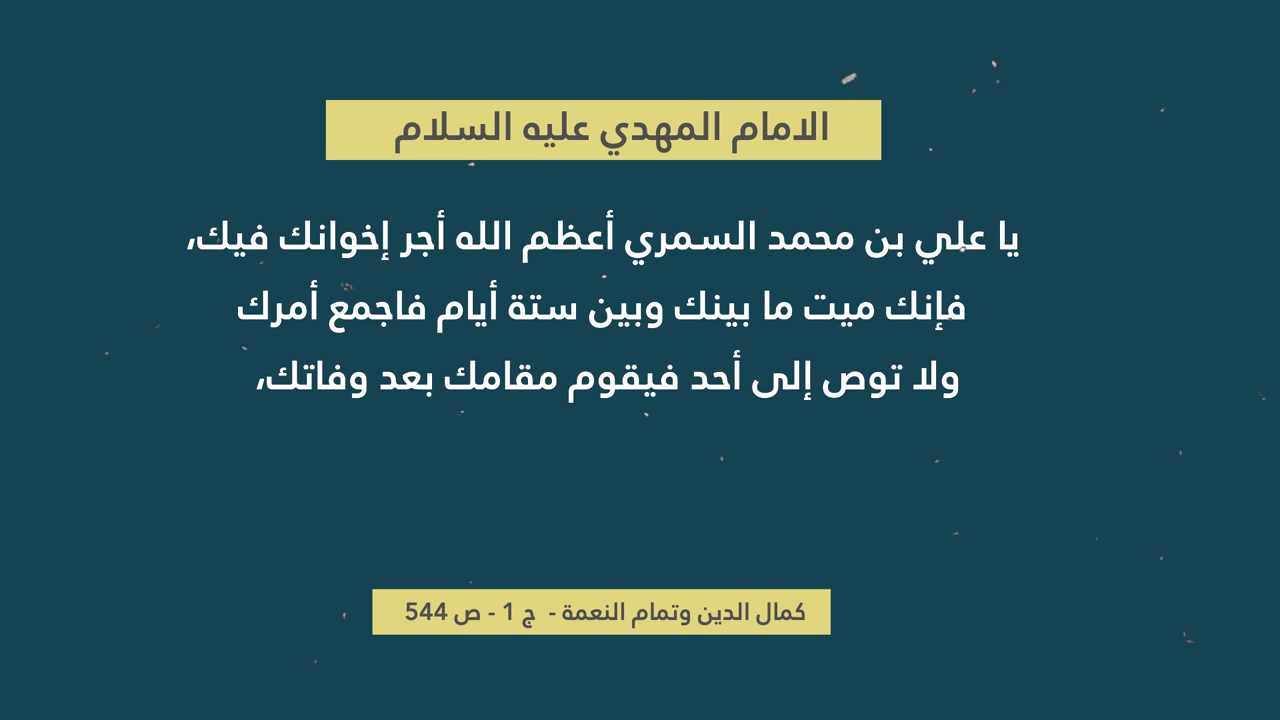 الامام المهدي عليه السلام
يا علي بن محمد السمري أعظم الله أجر إخوانك فيك،
فإنك ميت ما بينك وبين ستة أيام فاجمع أمرك
ولا توص إلى أحد فيقوم مقامك بعد وفاتك،
كمال الدين وتمام النعمة - ج 1 - ص 544